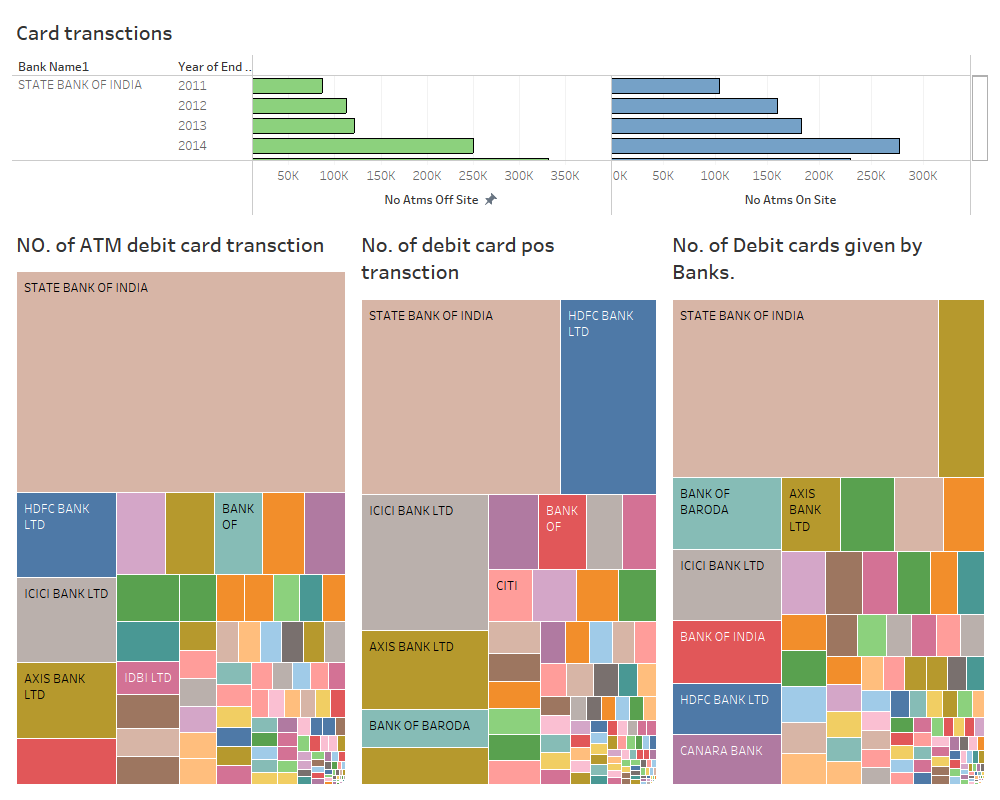 Card transctions
Bank Name1 Year of End ..
STATE BANK OF INDIA 2011
2012
2013
2014
50K 100K 150K 200K 250K 300K 350K 0K 50K 100K 150K 200K 250K 300K
No Atms Off Site No Atms On Site
NO. of ATM debit card transction
STATE BANK OF INDIA
HDFC BANK
LTD
BANK
OF
ICICI BANK LTD
AXIS BANK
LTD
IDBI LTD
No. of debit card pos
transction
STATE BANK OF INDIA
HDFC BANK
LTD
ICICI BANK LTD
BANK
OF
CITI
AXIS BANK LTD
BANK OF BARODA
No. of Debit cards given by
Banks.
STATE BANK OF INDIA
BANK OF
BARODA
AXIS
BANK
LTD
ICICI BANK LTD
BANK OF INDIA
HDFC BANK LTD
CANARA BANK